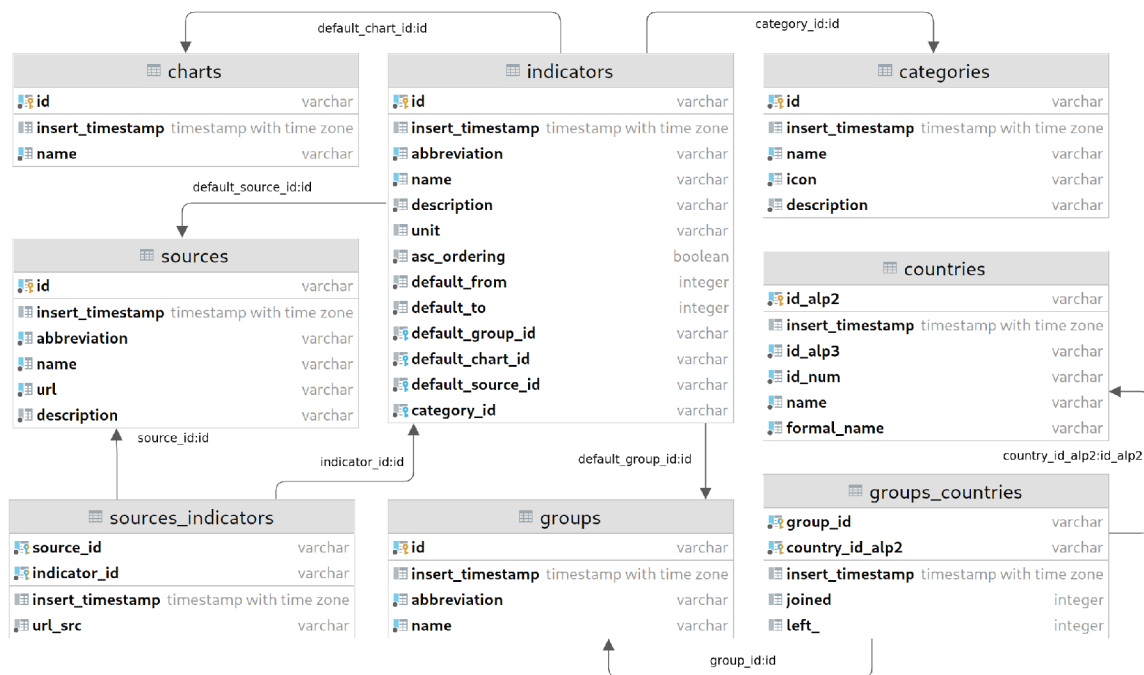 default_chart_id:id
category_id:id
charts
id varchar
insert_timestamp timestamp with time zone
name varchar
indicators
id varchar
insert_timestamp timestamp with time zone
abbreviation varchar
name varchar
description varchar
unit varchar
asc_ordering boolean
default_from integer
default_to integer
default_group_id varchar
default_chart_id varchar
default_source_id varchar
category_id varchar
categories
id varchar
insert_timestamp timestamp with time zone
name varchar
icon varchar
description varchar
default_source_id:id
sources
id varchar
insert_timestamp timestamp with time zone
abbreviation varchar
name varchar
url varchar
description varchar
countries
id_alp2 varchar
insert_timestamp timestamp with time zone
id_alp3 varchar
id_num varchar
name varchar
formal_name varchar
source_id:id
indicator_id:id
default_group_id:id
country_id_alp2:id_alp2
sources_indicators
source_id varchar
indicator_id varchar
insert_timestamp timestamp with time zone
url_src varchar
groups
id varchar
insert_timestamp timestamp with time zone
abbreviation varchar
name varchar
groups_countries
group_id varchar
country_id_alp2 varchar
insert_timestamp timestamp with time zone
joined integer
left_ integer
group_id:id